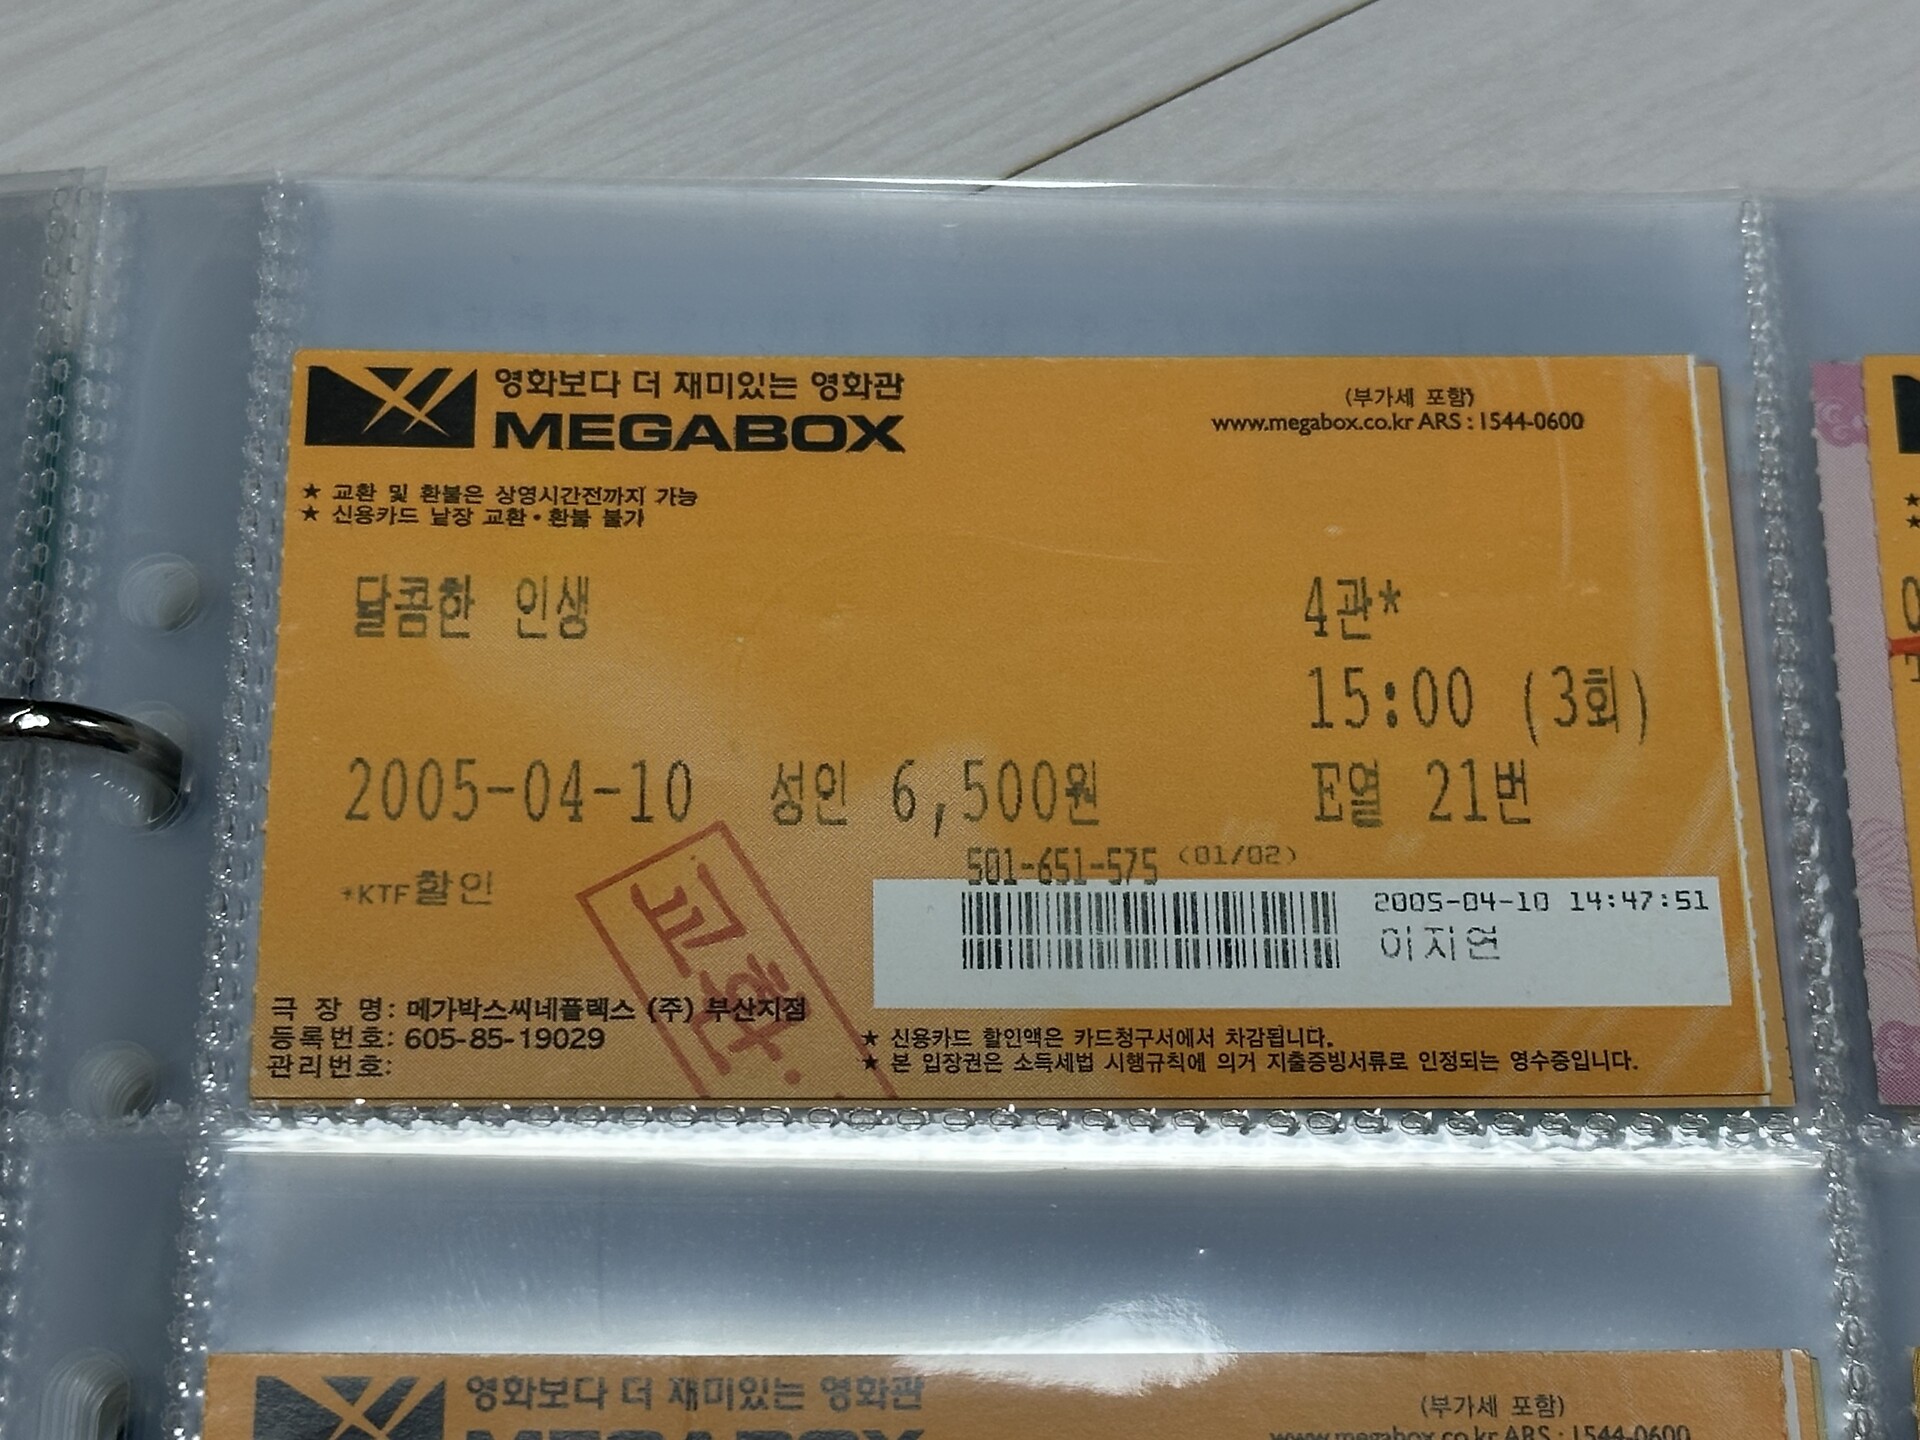 영화보다 더 재미있는 영화관
MEGABOX
(부가세 포함)
www.megabox.co.kr ARS : 1544-0600
★ 교환 및 환불은 상영시간전까지 가능
★ 신용카드 낱장 교환·환불 불가
달콤한 인생
4관*
15:00 (3회)
2005-04-10 성인 6,500원
E열 21번
501-651-575 (01/02)
*KTF할인
교환
2005-04-10 14:47:51
이지연
극 장 명: 메가박스씨네플렉스 (주) 부산지점
등록번호: 605-85-19029
관리번호:
★ 신용카드 할인액은 카드청구서에서 차감됩니다.
★ 본 입장권은 소득세법 시행규칙에 의거 지출증빙서류로 인정되는 영수증입니다.
영화보다 더 재미있는 영화관
MEGABOX
(부가세 포함)
www.megabox.co.kr ARS : 1544-0600